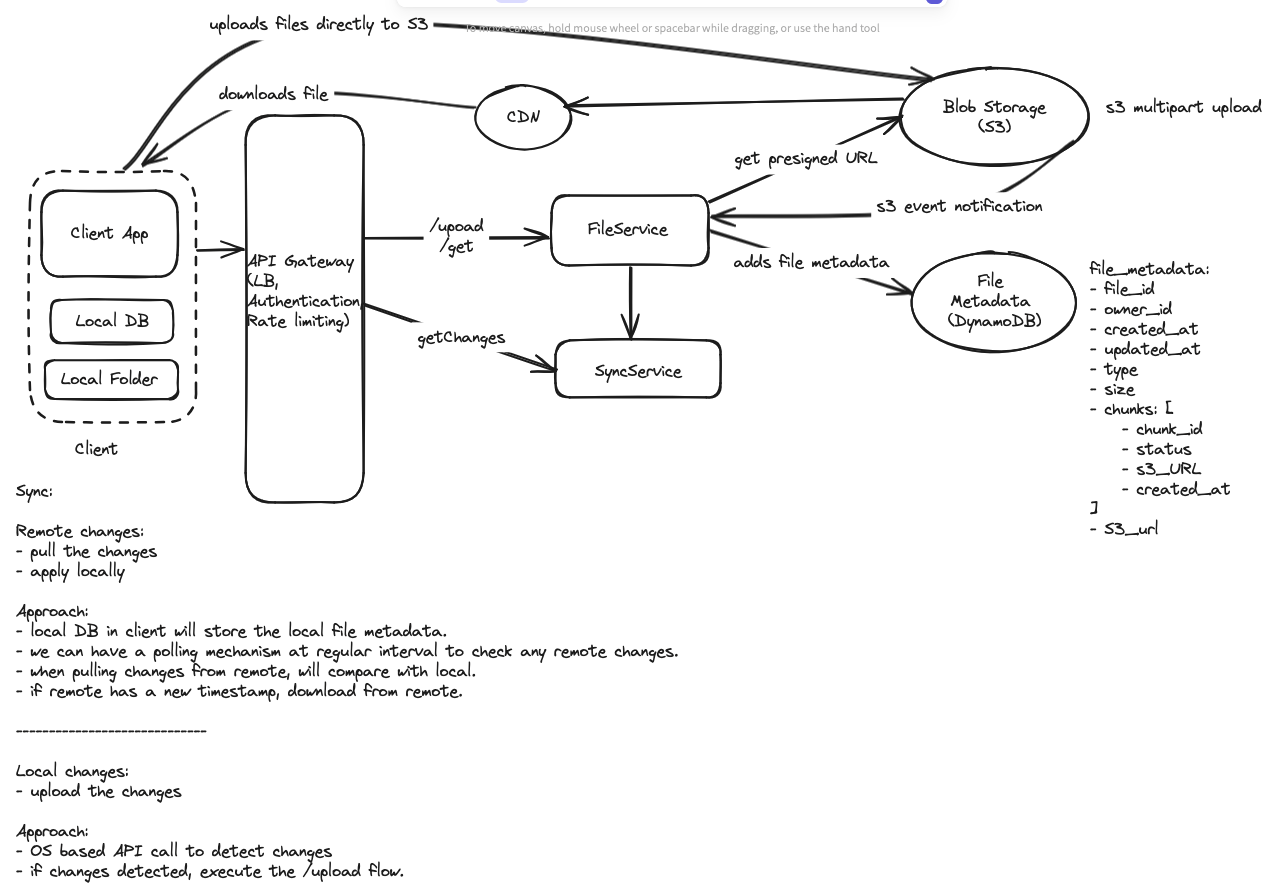 uploads files directly to S3
To move canvas, hold mouse wheel or spacebar while dragging, or use the hand tool
downloads file
CDN
Blob Storage
(S3)
s3 multipart upload
get presigned URL
s3 event notification
Client App
/upoad
/get
FileService
API Gateway
(LB,
Authentication,
Rate limiting)
adds file metadata
File
Metadata
(DynamoDB)
file_metadata:
- file_id
- owner_id
- created_at
- updated_at
- type
- size
- chunks: [
- chunk_id
- status
- s3_URL
- created_at
]
- S3_url
Local DB
getChanges
SyncService
Local Folder
Client
Sync:
Remote changes:
- pull the changes
- apply locally
Approach:
- local DB in client will store the local file metadata.
- we can have a polling mechanism at regular interval to check any remote changes.
- when pulling changes from remote, will compare with local.
- if remote has a new timestamp, download from remote.
-----------------------------
Local changes:
- upload the changes
Approach:
- OS based API call to detect changes
- if changes detected, execute the /upload flow.